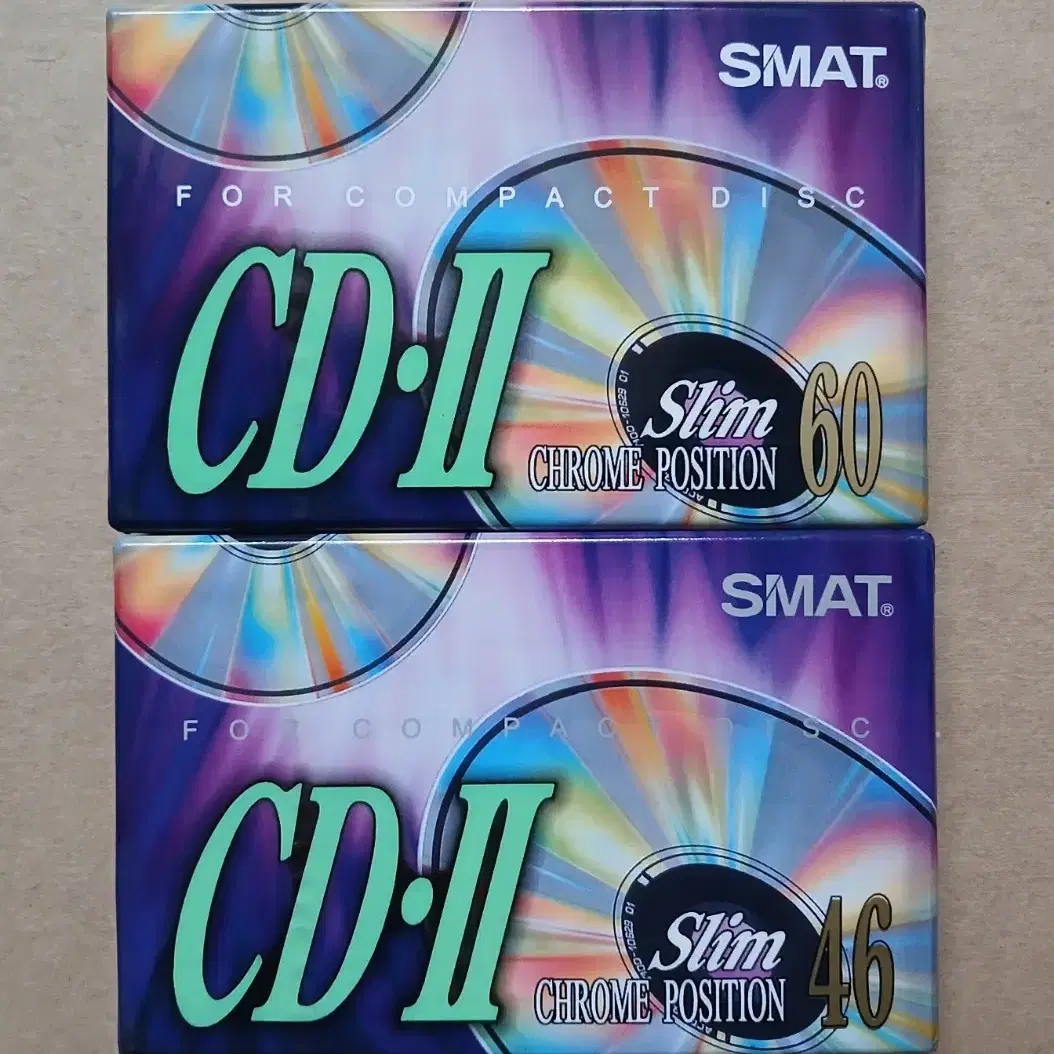 SMAT®
FOR COMPACT DISC
CD·II
Slim
CHROME POSITION
60
SMAT®
FOR COMPACT DISC
CD·II
Slim
CHROME POSITION
46